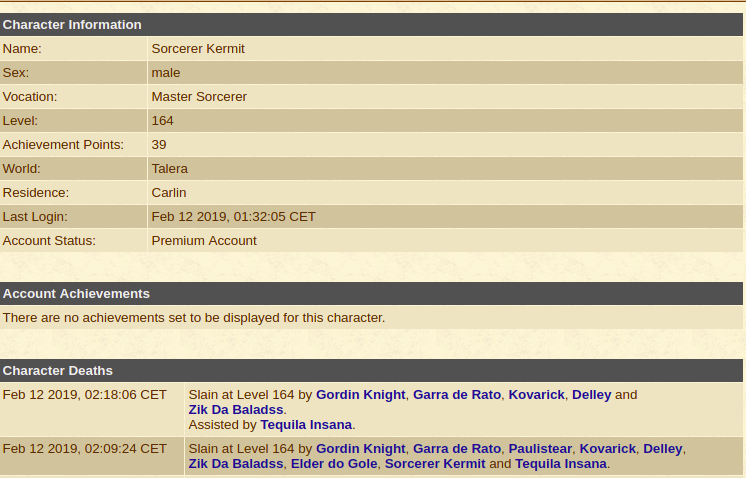 Character Information
Name: Sorcerer Kermit
Sex: male
Vocation: Master Sorcerer
Level: 164
Achievement Points: 39
World: Talera
Residence: Carlin
Last Login: Feb 12 2019, 01:32:05 CET
Account Status: Premium Account
Account Achievements
There are no achievements set to be displayed for this character.
Character Deaths
Feb 12 2019, 02:18:06 CET Slain at Level 164 by Gordin Knight, Garra de Rato, Kovarick, Delley and
Zik Da Baladss.
Assisted by Tequila Insana.
Feb 12 2019, 02:09:24 CET Slain at Level 164 by Gordin Knight, Garra de Rato, Paulistear, Kovarick, Delley,
Zik Da Baladss, Elder do Gole, Sorcerer Kermit and Tequila Insana.